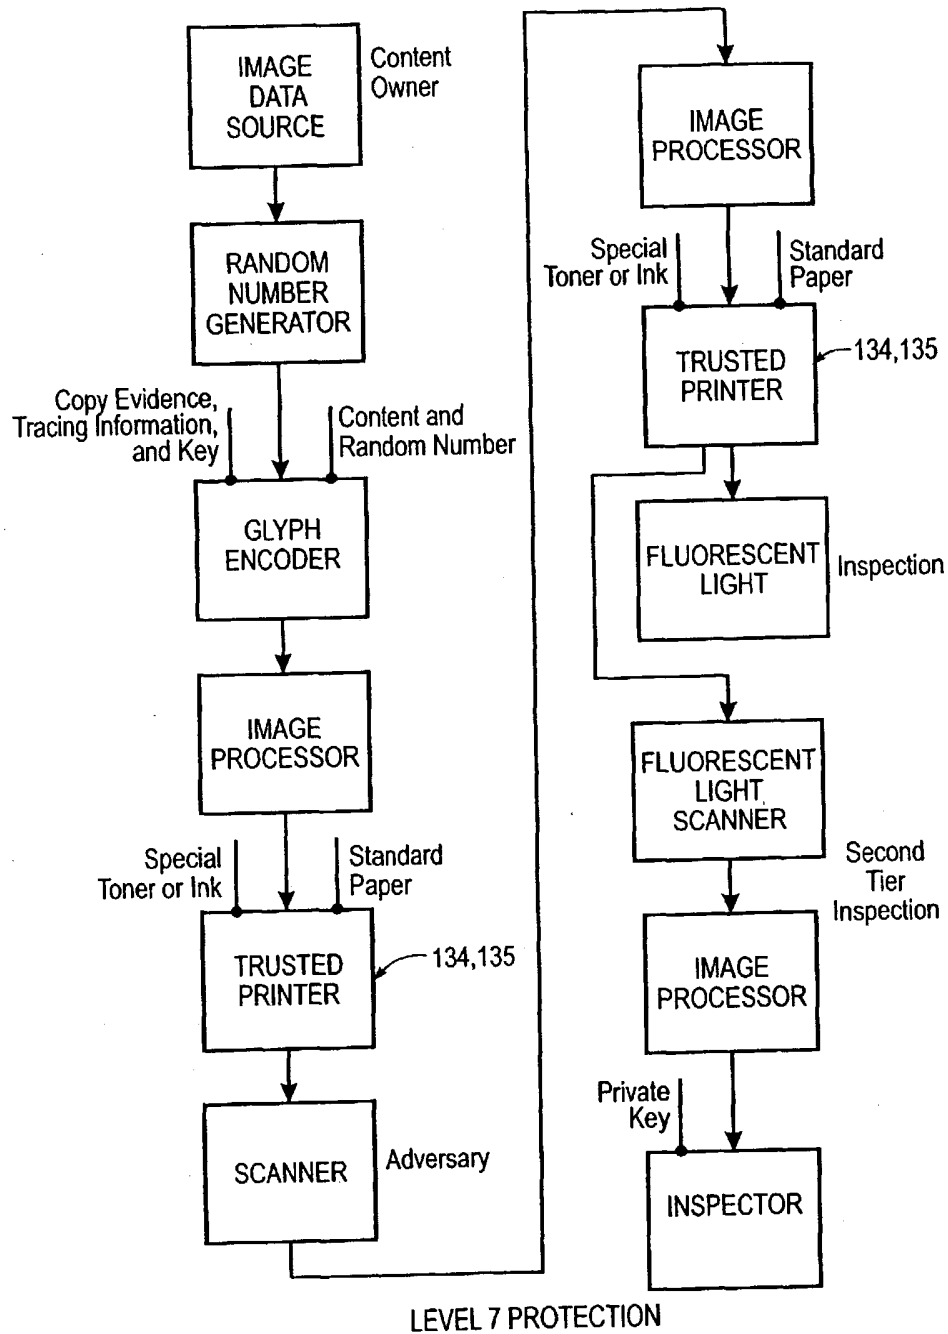 IMAGE
DATA
SOURCE
Content
Owner
RANDOM
NUMBER
GENERATOR
Copy Evidence,
Tracing Information,
and Key
Content and
Random Number
GLYPH
ENCODER
IMAGE
PROCESSOR
Special
Toner or Ink
Standard
Paper
TRUSTED
PRINTER
134,135
SCANNER
Adversary
IMAGE
PROCESSOR
Special
Toner or Ink
Standard
Paper
TRUSTED
PRINTER
134,135
FLUORESCENT
LIGHT
Inspection
FLUORESCENT
LIGHT
SCANNER
Second
Tier
Inspection
IMAGE
PROCESSOR
Private
Key
INSPECTOR
LEVEL 7 PROTECTION